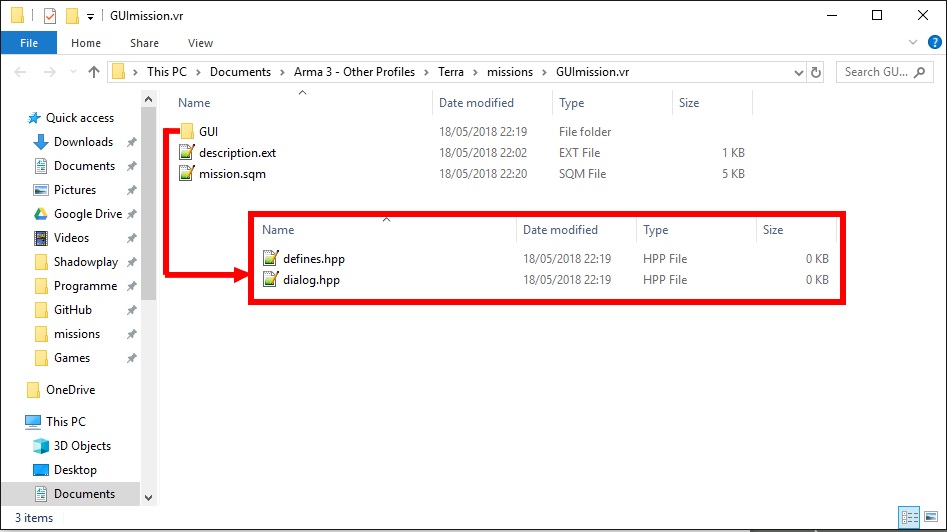 GUImission.vr
File Home Share View
This PC Documents Arma 3 - Other Profiles Terra missions GUImission.vr Search GU...
Name Date modified Type Size
Quick access
Downloads
Documents
Pictures
Google Drive
Videos
Shadowplay
Programme
GitHub
missions
Games
OneDrive
This PC
3D Objects
Desktop
Documents
GUI 18/05/2018 22:19 File folder
description.ext 18/05/2018 22:02 EXT File 1 KB
mission.sqm 18/05/2018 22:20 SQM File 5 KB
Name Date modified Type Size
defines.hpp 18/05/2018 22:19 HPP File 0 KB
dialog.hpp 18/05/2018 22:19 HPP File 0 KB
3 items